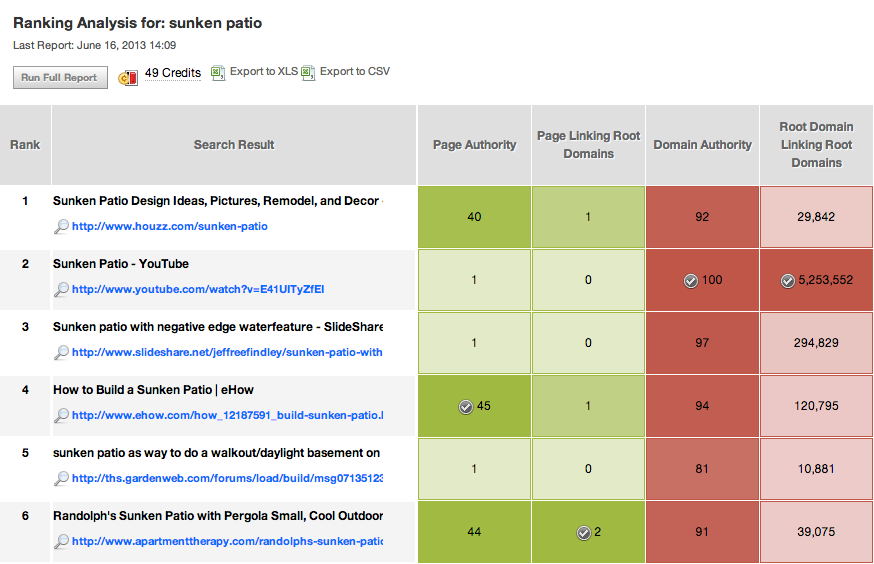 Ranking Analysis for: sunken patio
Last Report: June 16, 2013 14:09
Run Full Report 49 Credits Export to XLS Export to CSV
Rank Search Result Page Authority Page Linking Root Domains Domain Authority Root Domain Linking Root Domains
1 Sunken Patio Design Ideas, Pictures, Remodel, and Decor 40 1 92 29,842
http://www.houzz.com/sunken-patio
2 Sunken Patio - YouTube 1 0 100 5,253,552
http://www.youtube.com/watch?v=E41UITyZfEI
3 Sunken patio with negative edge waterfeature - SlideShare 1 0 97 294,829
http://www.slideshare.net/jeffreefindley/sunken-patio-with
4 How to Build a Sunken Patio | eHow 45 1 94 120,795
http://www.ehow.com/how_12187591_build-sunken-patio.
5 sunken patio as way to do a walkout/daylight basement on 1 0 81 10,881
http://ths.gardenweb.com/forums/load/build/msg07135123
6 Randolph's Sunken Patio with Pergola Small, Cool Outdoor 44 2 91 39,075
http://www.apartmenttherapy.com/randolphs-sunken-patio